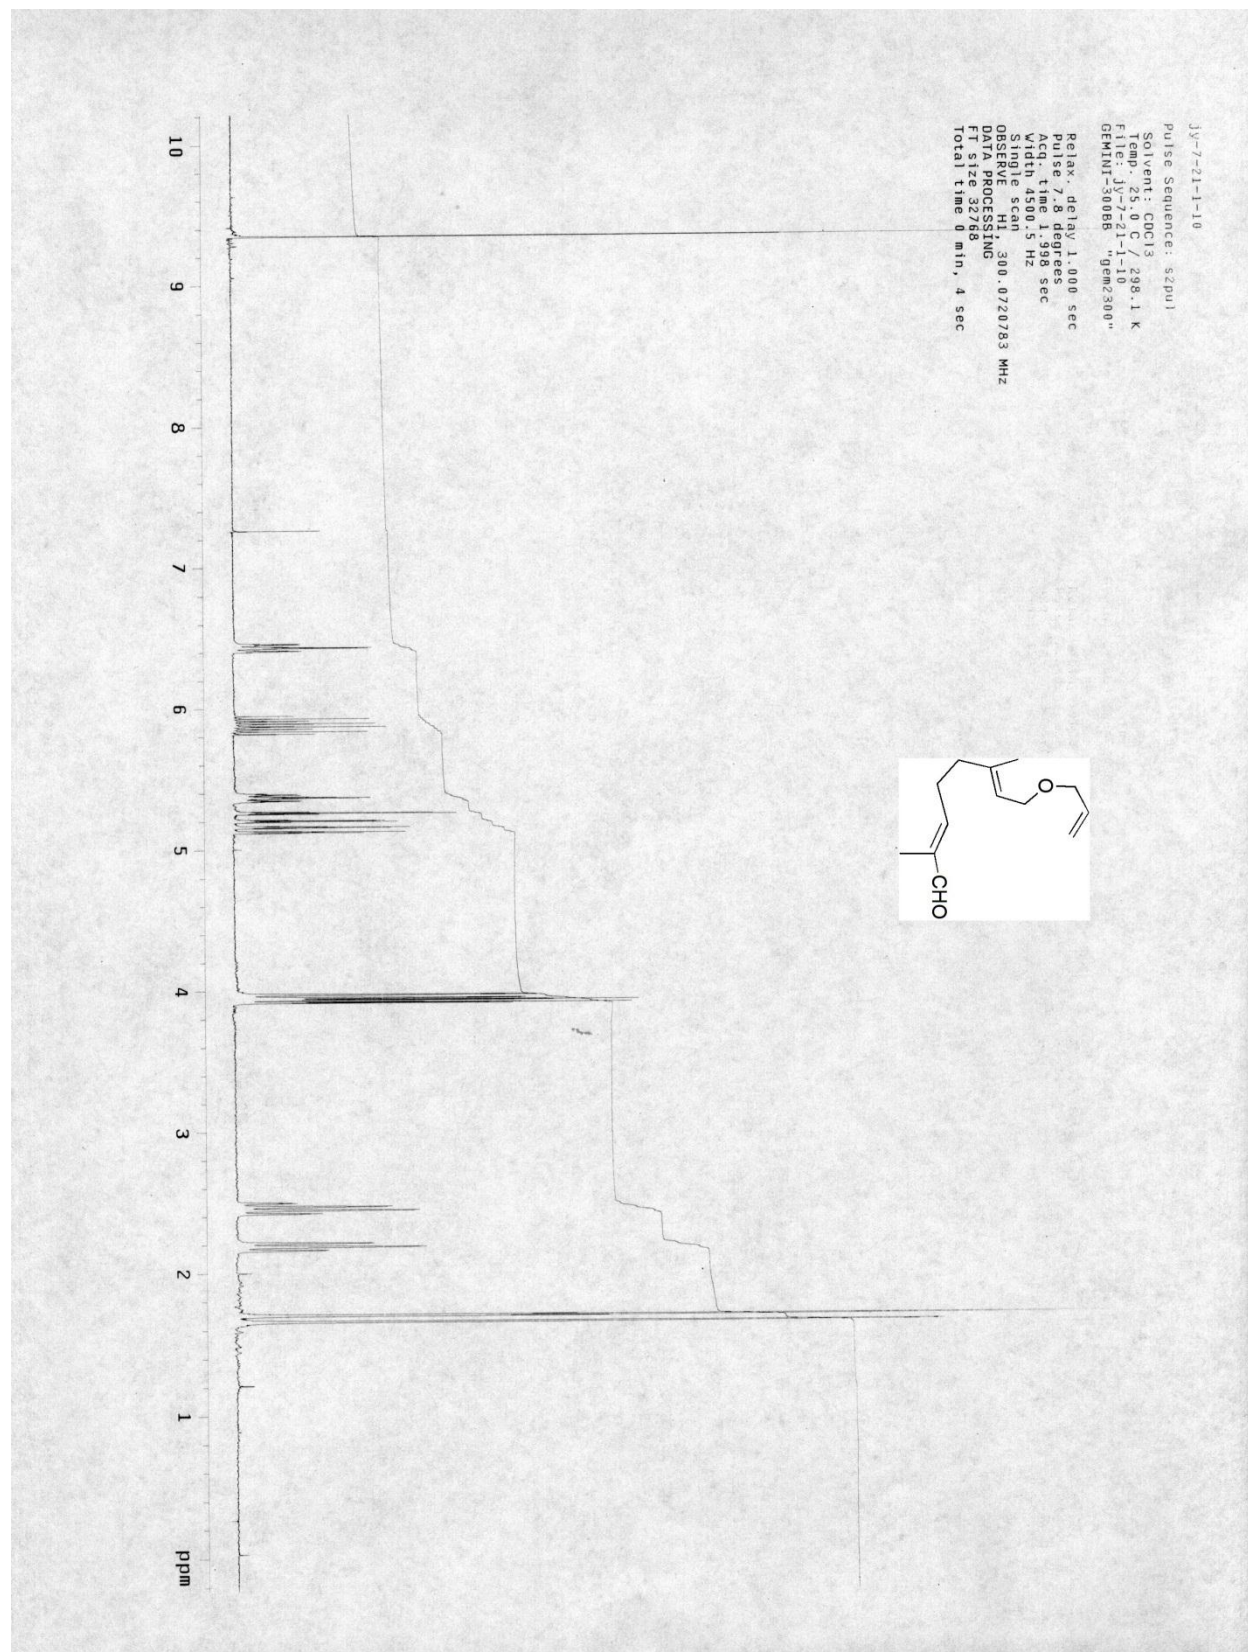 jy-7-21-1-10
Pulse Sequence: s2pul
Solvent: CDCl3
Temp. 25.0 C / 298.1 K
File: jy-7-21-1-10
GEMINI-300BB "gem2300"
Relax. delay 1.000 sec
Pulse 7.8 degrees
Acq. time 1.998 sec
Width 4500.5 Hz
Single scan
OBSERVE H1, 300.0720783 MHz
DATA PROCESSING
FT size 32768
Total time 0 min, 4 sec
O
CHO
10 9 8 7 6 5 4 3 2 1 ppm